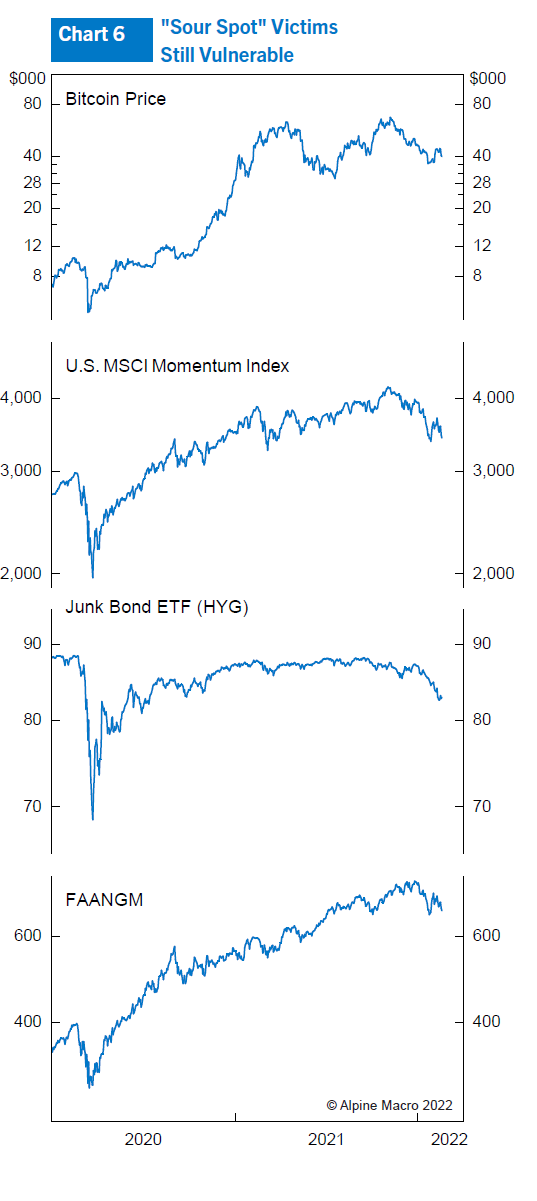 Chart 6
"Sour Spot" Victims
Still Vulnerable
$000 $000
80 80
Bitcoin Price
40 40
28 28
20 20
12 12
8 8
U.S. MSCI Momentum Index
4,000 4,000
3,000 3,000
2,000 2,000
Junk Bond ETF (HYG)
90 90
80 80
70 70
FAANGM
600 600
400 400
© Alpine Macro 2022
2020 2021 2022